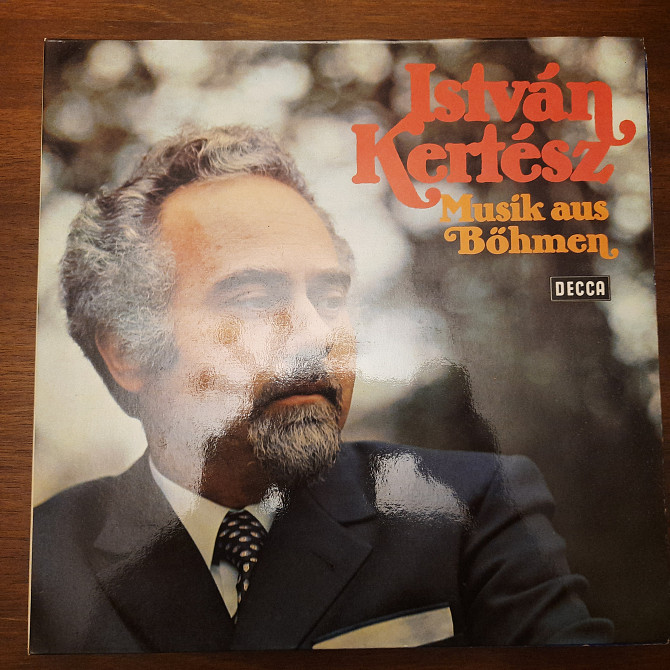 István
Kertész
Musik aus
Böhmen
DECCA